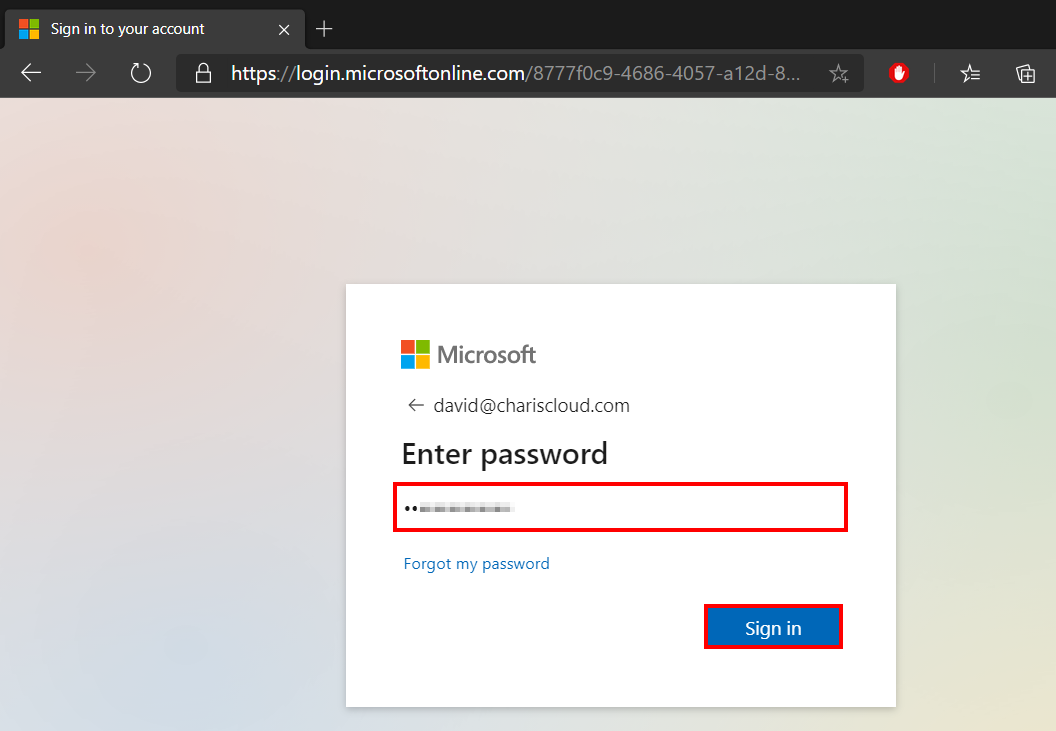 Sign in to your account
https://login.microsoftonline.com/8777f0c9-4686-4057-a12d-8...
Microsoft
david@chariscloud.com
Enter password
Forgot my password
Sign in